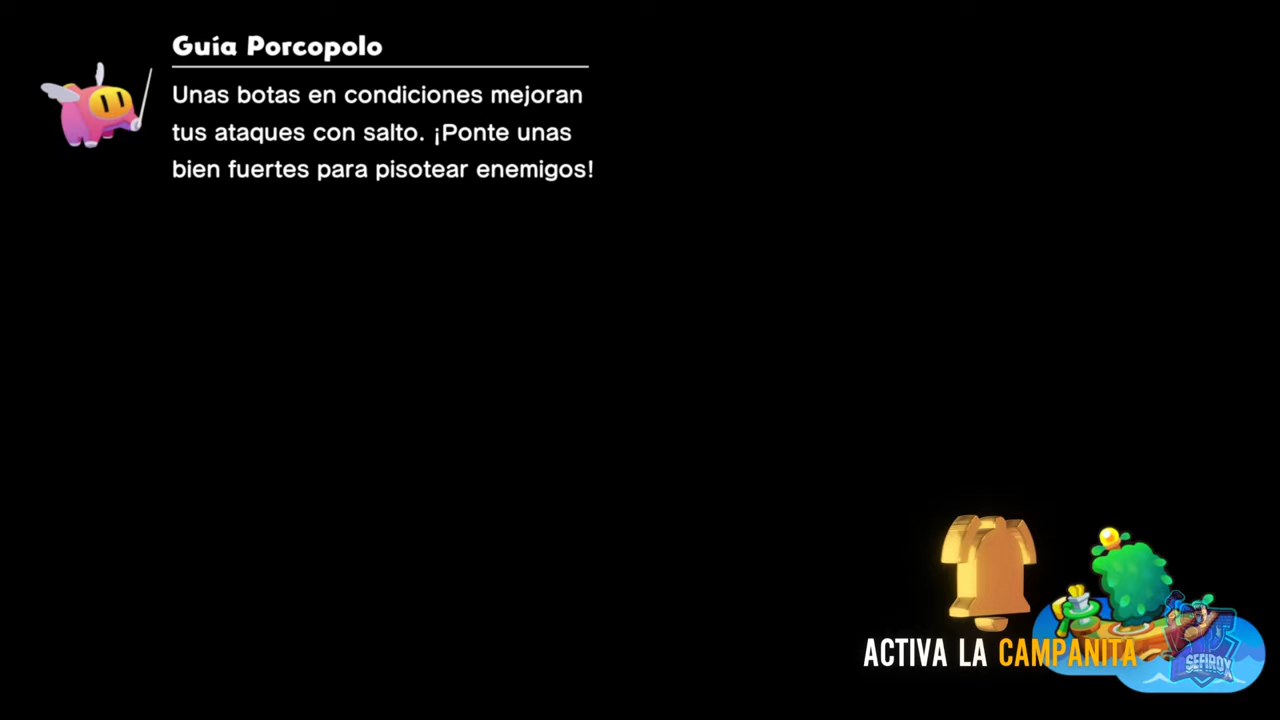 Guía Porcopolo
Unas botas en condiciones mejoran
tus ataques con salto. ¡Ponte unas
bien fuertes para pisotear enemigos!
ACTIVA LA CAMPANITA
SEFIROX